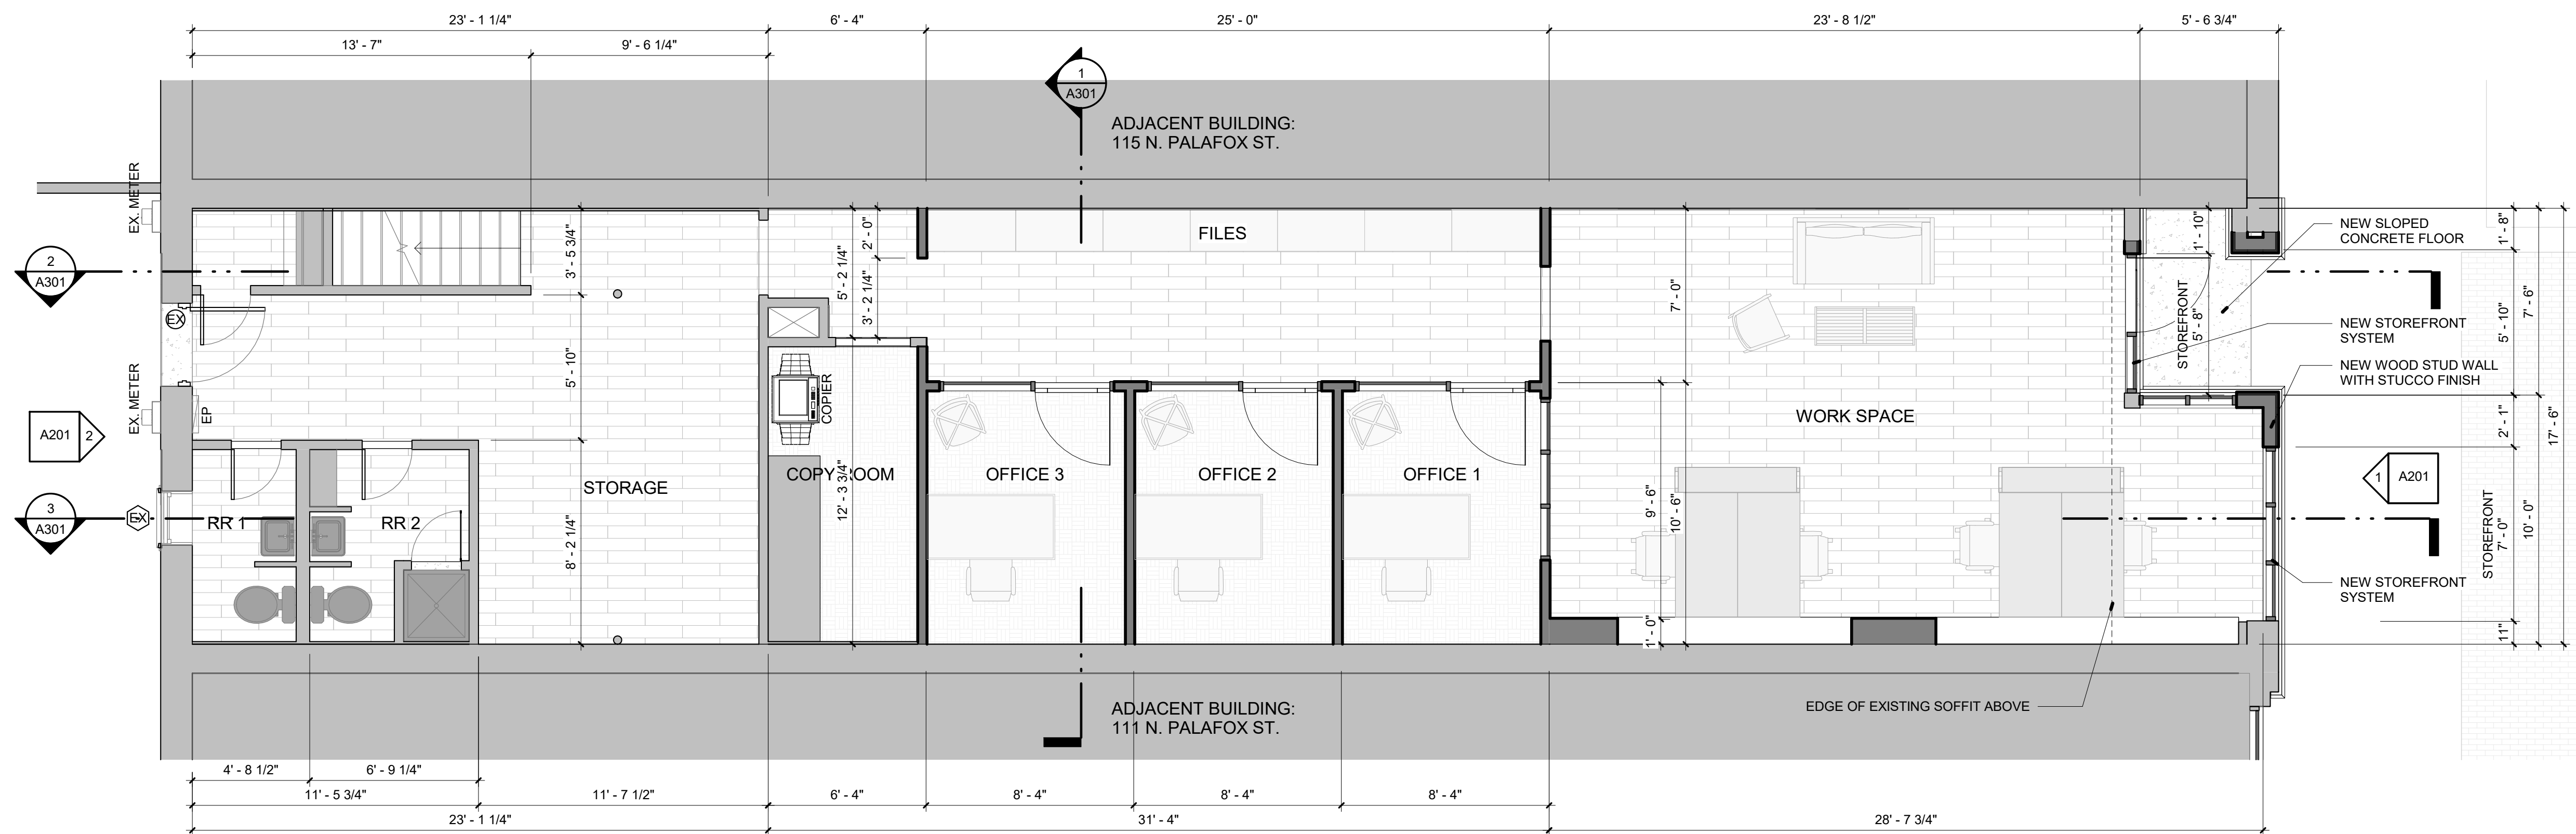 23' - 1 1/4"
6' - 4"
25' - 0"
23' - 8 1/2"
5' - 6 3/4"
13' - 7"
9' - 6 1/4"
1
A301
ADJACENT BUILDING:
115 N. PALAFOX ST.
EX. METER
2
A301
EX
EX. METER
EP
A201
2
3
A301
EX
RR 1
RR 2
STORAGE
3' - 5 3/4"
5' - 10"
8' - 2 1/4"
5' - 2 1/4"
2' - 0"
3' - 2 1/4"
COPIER
COPY ROOM
12' - 3 3/4"
FILES
OFFICE 3
OFFICE 2
OFFICE 1
7' - 0"
9' - 6"
10' - 6"
1' - 0"
WORK SPACE
1' - 10"
STOREFRONT
5' - 8"
NEW SLOPED
CONCRETE FLOOR
NEW STOREFRONT
SYSTEM
NEW WOOD STUD WALL
WITH STUCCO FINISH
1
A201
NEW STOREFRONT
SYSTEM
1' - 8"
5' - 10"
2' - 1"
STOREFRONT
7' - 0"
11"
7' - 6"
10' - 0"
17' - 6"
EDGE OF EXISTING SOFFIT ABOVE
ADJACENT BUILDING:
111 N. PALAFOX ST.
4' - 8 1/2"
6' - 9 1/4"
11' - 5 3/4"
11' - 7 1/2"
6' - 4"
8' - 4"
8' - 4"
8' - 4"
23' - 1 1/4"
31' - 4"
28' - 7 3/4"